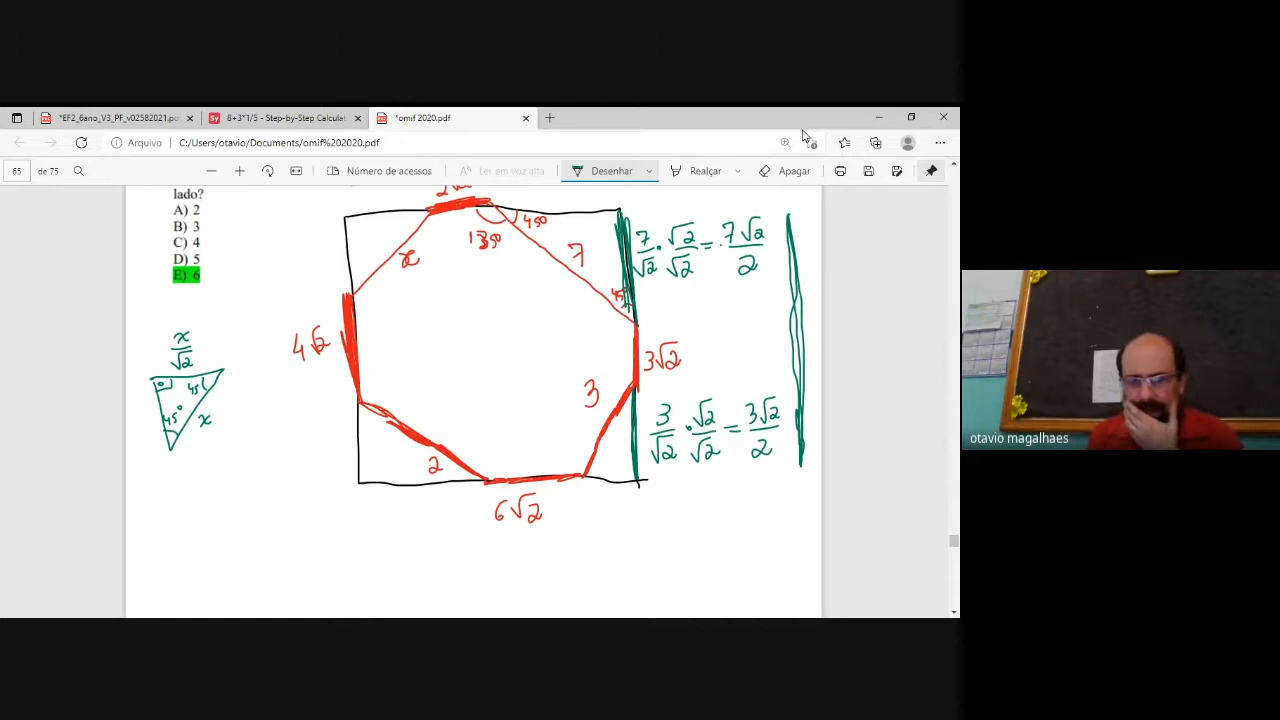 *EF2_6ano_V3_PF_v02582021.po
8+3*1/5 - Step-by-Step Calculat
*omif 2020.pdf
Arquivo
C:/Users/otavio/Documents/omif%202020.pdf
65 de 75
Número de acessos
Ler em voz alta
Desenhar
Realçar
Apagar
lado?
A) 2
B) 3
C) 4
D) 5
E) 6
135°
45°
x
7
45°
7/√2 · √2/√2 = 7√2/2
4√2
3√2
x/√2
45
45°
x
3
3/√2 · √2/√2 = 3√2/2
2
6√2
otavio magalhaes